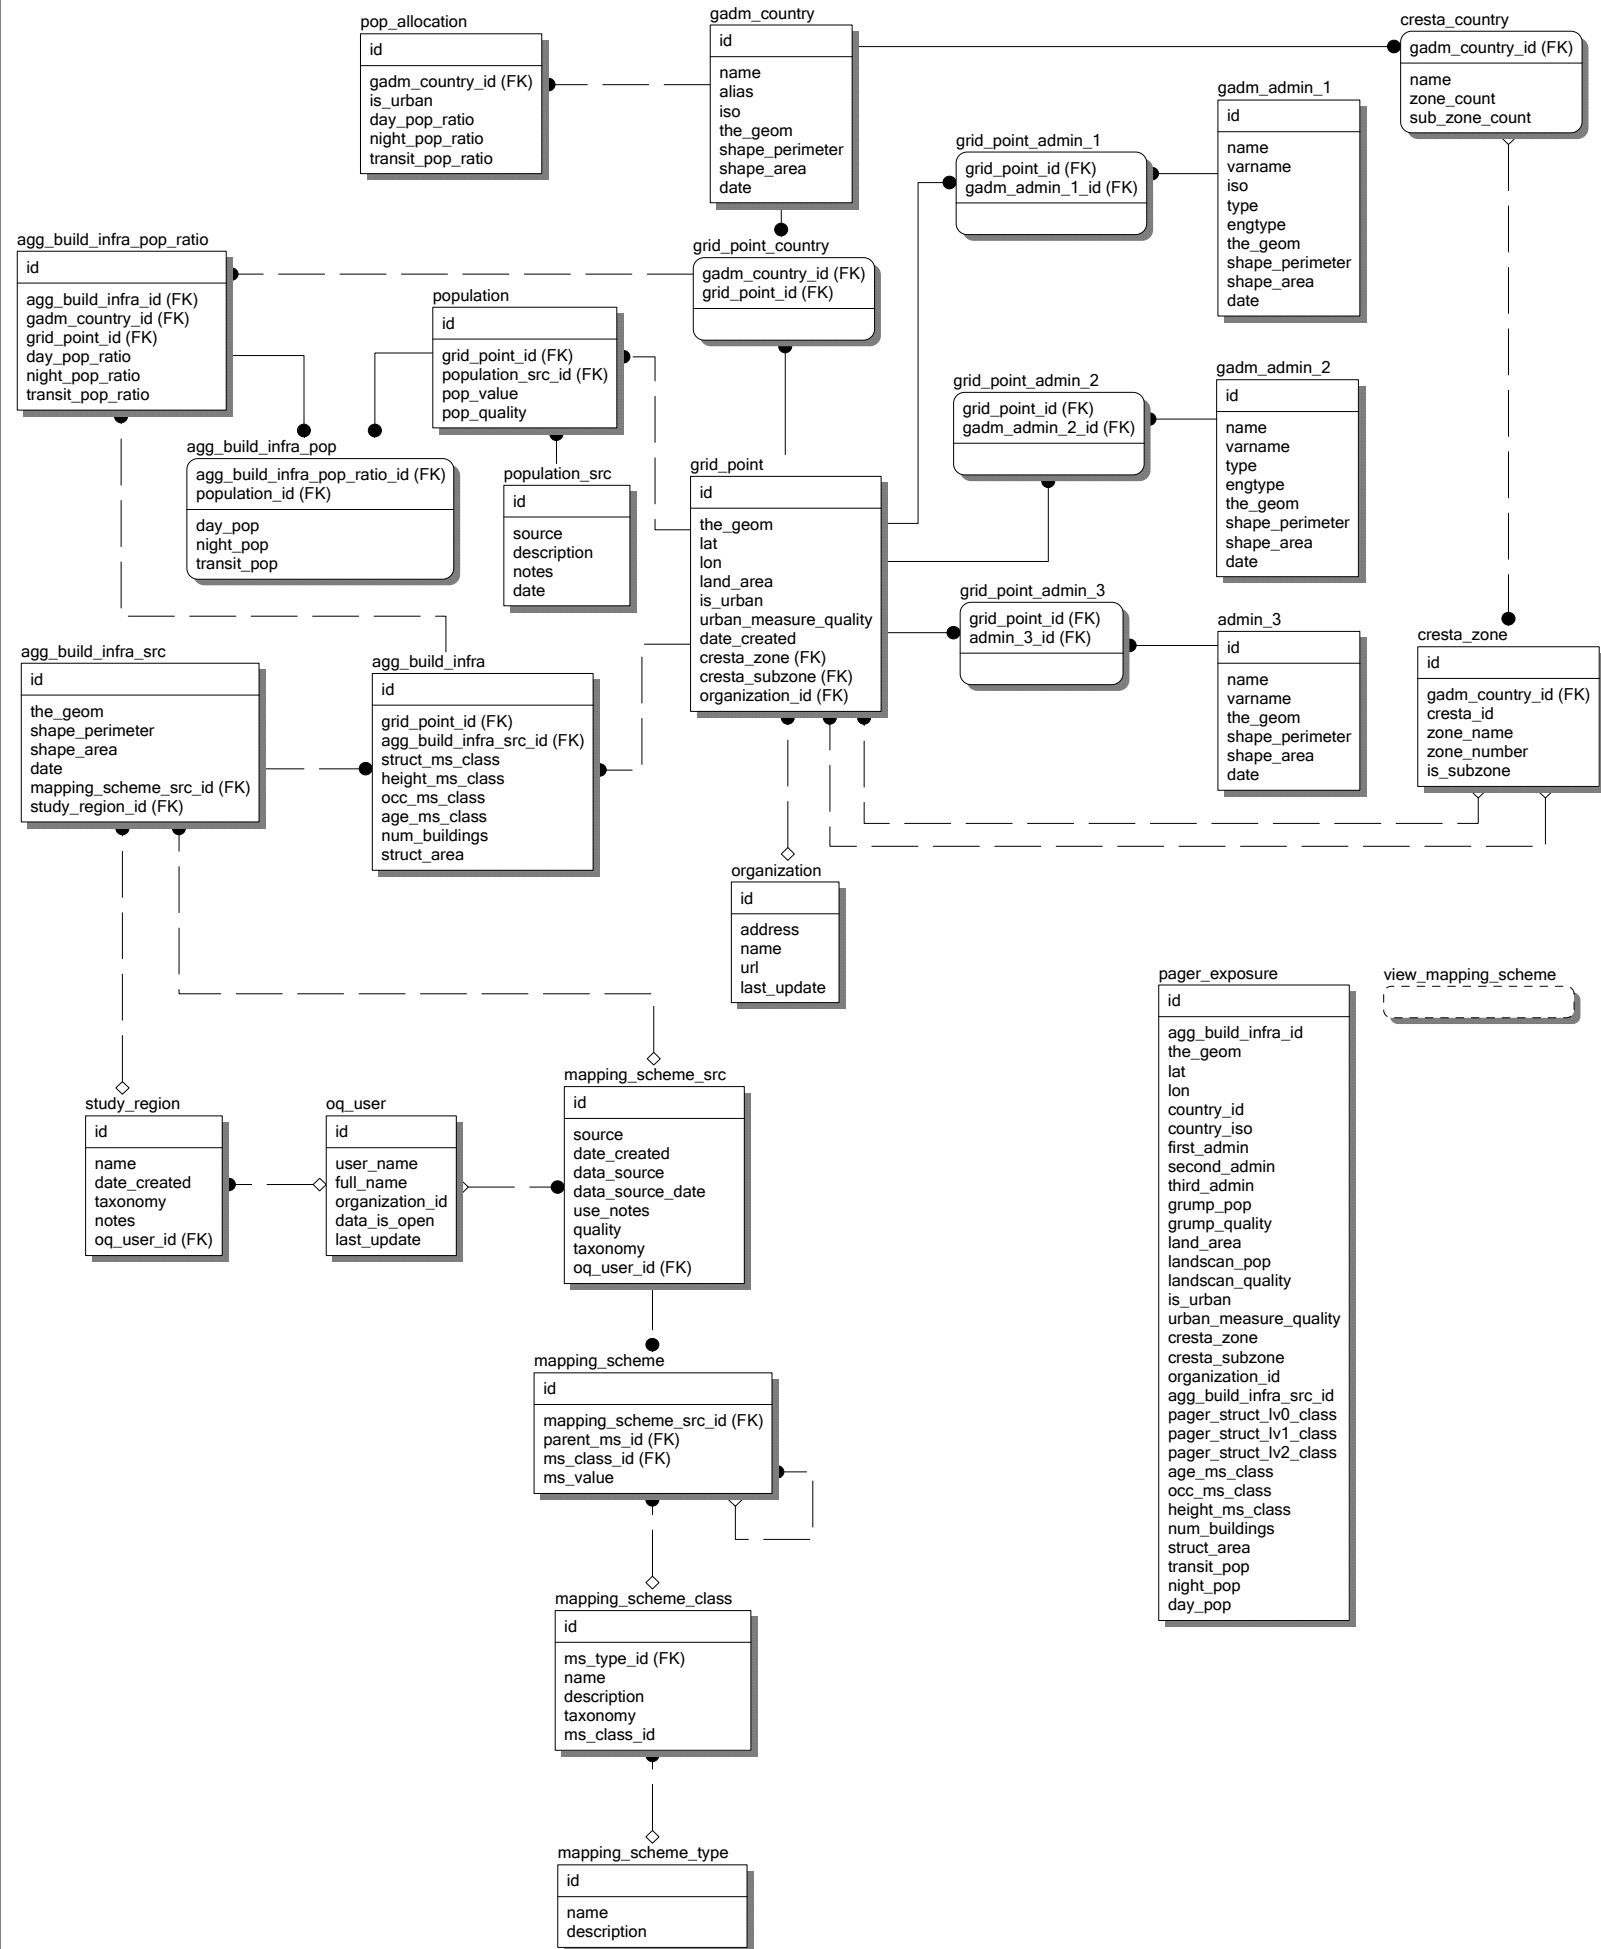 pop_allocation
id
gadm_country_id (FK)
is_urban
day_pop_ratio
night_pop_ratio
transit_pop_ratio
gadm_country
id
name
alias
iso
the_geom
shape_perimeter
shape_area
date
cresta_country
gadm_country_id (FK)
name
zone_count
sub_zone_count
gadm_admin_1
id
name
varname
iso
type
engtype
the_geom
shape_perimeter
shape_area
date
grid_point_admin_1
grid_point_id (FK)
gadm_admin_1_id (FK)
agg_build_infra_pop_ratio
id
agg_build_infra_id (FK)
gadm_country_id (FK)
grid_point_id (FK)
day_pop_ratio
night_pop_ratio
transit_pop_ratio
grid_point_country
gadm_country_id (FK)
grid_point_id (FK)
population
id
grid_point_id (FK)
population_src_id (FK)
pop_value
pop_quality
grid_point_admin_2
grid_point_id (FK)
gadm_admin_2_id (FK)
gadm_admin_2
id
name
varname
type
engtype
the_geom
shape_perimeter
shape_area
date
agg_build_infra_pop
agg_build_infra_pop_ratio_id (FK)
population_id (FK)
day_pop
night_pop
transit_pop
population_src
id
source
description
notes
date
grid_point
id
the_geom
lat
lon
land_area
is_urban
urban_measure_quality
date_created
cresta_zone (FK)
cresta_subzone (FK)
organization_id (FK)
grid_point_admin_3
grid_point_id (FK)
admin_3_id (FK)
admin_3
id
name
varname
the_geom
shape_perimeter
shape_area
date
cresta_zone
id
gadm_country_id (FK)
cresta_id
zone_name
zone_number
is_subzone
agg_build_infra_src
id
the_geom
shape_perimeter
shape_area
date
mapping_scheme_src_id (FK)
study_region_id (FK)
agg_build_infra
id
grid_point_id (FK)
agg_build_infra_src_id (FK)
struct_ms_class
height_ms_class
occ_ms_class
age_ms_class
num_buildings
struct_area
organization
id
address
name
url
last_update
pager_exposure
id
agg_build_infra_id
the_geom
lat
lon
country_id
country_iso
first_admin
second_admin
third_admin
grump_pop
grump_quality
land_area
landscan_pop
landscan_quality
is_urban
urban_measure_quality
cresta_zone
cresta_subzone
organization_id
agg_build_infra_src_id
pager_struct_lv0_class
pager_struct_lv1_class
pager_struct_lv2_class
age_ms_class
occ_ms_class
height_ms_class
num_buildings
struct_area
transit_pop
night_pop
day_pop
view_mapping_scheme
study_region
id
name
date_created
taxonomy
notes
oq_user_id (FK)
oq_user
id
user_name
full_name
organization_id
data_is_open
last_update
mapping_scheme_src
id
source
date_created
data_source
data_source_date
use_notes
quality
taxonomy
oq_user_id (FK)
mapping_scheme
id
mapping_scheme_src_id (FK)
parent_ms_id (FK)
ms_class_id (FK)
ms_value
mapping_scheme_class
id
ms_type_id (FK)
name
description
taxonomy
ms_class_id
mapping_scheme_type
id
name
description